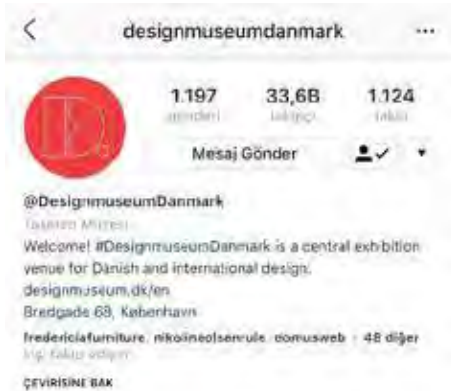 designmuseumdanmark
1.197 33,6B 1.124
gönderi takipçi takip
Mesaj Gönder
@DesignmuseumDanmark
Tasarım Müzesi
Welcome! #DesignmuseumDanmark is a central exhibition
venue for Danish and international design.
designmuseum.dk/en
Bredgade 68, København
fredericiafurniture, nikolineolsenrule, domusweb + 48 diğer
kişi takip ediyor
ÇEVİRİSİNE BAK